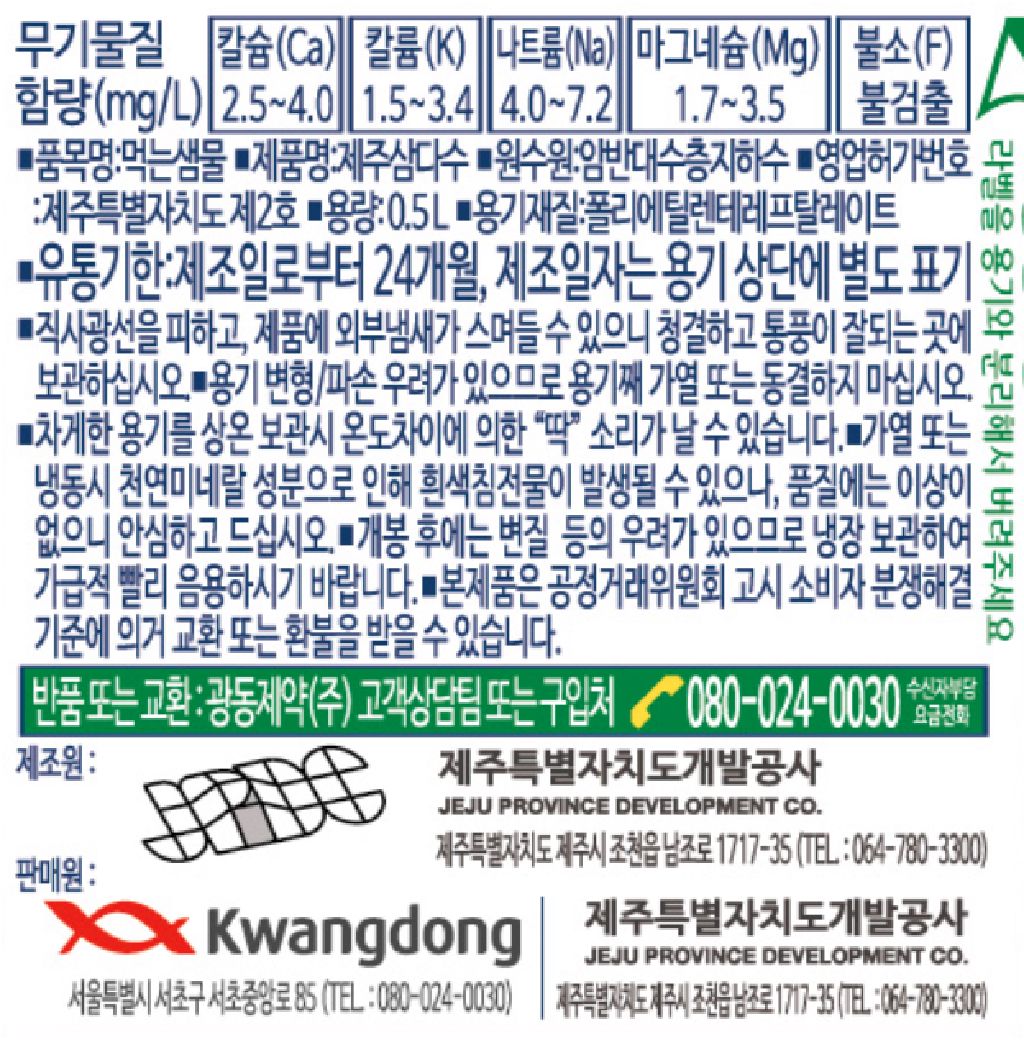 무기물질 함량(mg/L)
칼슘(Ca) 2.5~4.0
칼륨(K) 1.5~3.4
나트륨(Na) 4.0~7.2
마그네슘(Mg) 1.7~3.5
불소(F) 불검출
■품목명:먹는샘물 ■제품명:제주삼다수 ■원수원:암반대수층지하수 ■영업허가번호
:제주특별자치도 제2호 ■용량:0.5L ■용기재질:폴리에틸렌테레프탈레이트
■유통기한:제조일로부터 24개월, 제조일자는 용기 상단에 별도 표기
■직사광선을 피하고, 제품에 외부냄새가 스며들 수 있으니 청결하고 통풍이 잘되는 곳에
보관하십시오.■용기 변형/파손 우려가 있으므로 용기째 가열 또는 동결하지 마십시오.
■차게한 용기를 상온 보관시 온도차이에 의한 “딱” 소리가 날 수 있습니다.■가열 또는
냉동시 천연미네랄 성분으로 인해 흰색침전물이 발생될 수 있으나, 품질에는 이상이
없으니 안심하고 드십시오.■개봉 후에는 변질 등의 우려가 있으므로 냉장 보관하여
가급적 빨리 음용하시기 바랍니다.■본제품은 공정거래위원회 고시 소비자 분쟁해결
기준에 의거 교환 또는 환불을 받을 수 있습니다.
라벨을 용기와 분리해서 버려주세요
반품 또는 교환 : 광동제약(주) 고객상담팀 또는 구입처 080-024-0030 수신자부담 요금전화
제조원 :
제주특별자치도개발공사
JEJU PROVINCE DEVELOPMENT CO.
제주특별자치도 제주시 조천읍 남조로 1717-35 (TEL. : 064-780-3300)
판매원 :
Kwangdong
서울특별시 서초구 서초중앙로 85 (TEL. : 080-024-0030)
제주특별자치도개발공사
JEJU PROVINCE DEVELOPMENT CO.
제주특별자치도 제주시 조천읍 남조로 1717-35 (TEL. : 064-780-3300)